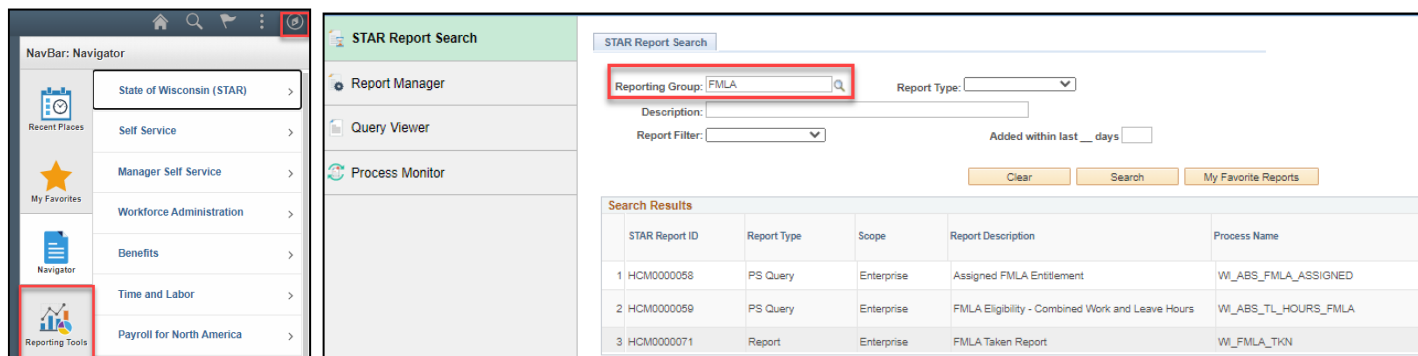 NavBar: Navigator
Recent Places
My Favorites
Navigator
Reporting Tools
State of Wisconsin (STAR)
Self Service
Manager Self Service
Workforce Administration
Benefits
Time and Labor
Payroll for North America
STAR Report Search
Report Manager
Query Viewer
Process Monitor
STAR Report Search
Reporting Group: FMLA Report Type:
Description:
Report Filter: Added within last __ days
Clear Search My Favorite Reports
Search Results
STAR Report ID Report Type Scope Report Description Process Name
1 HCM0000058 PS Query Enterprise Assigned FMLA Entitlement WI_ABS_FMLA_ASSIGNED
2 HCM0000059 PS Query Enterprise FMLA Eligibility - Combined Work and Leave Hours WI_ABS_TL_HOURS_FMLA
3 HCM0000071 Report Enterprise FMLA Taken Report WI_FMLA_TKN